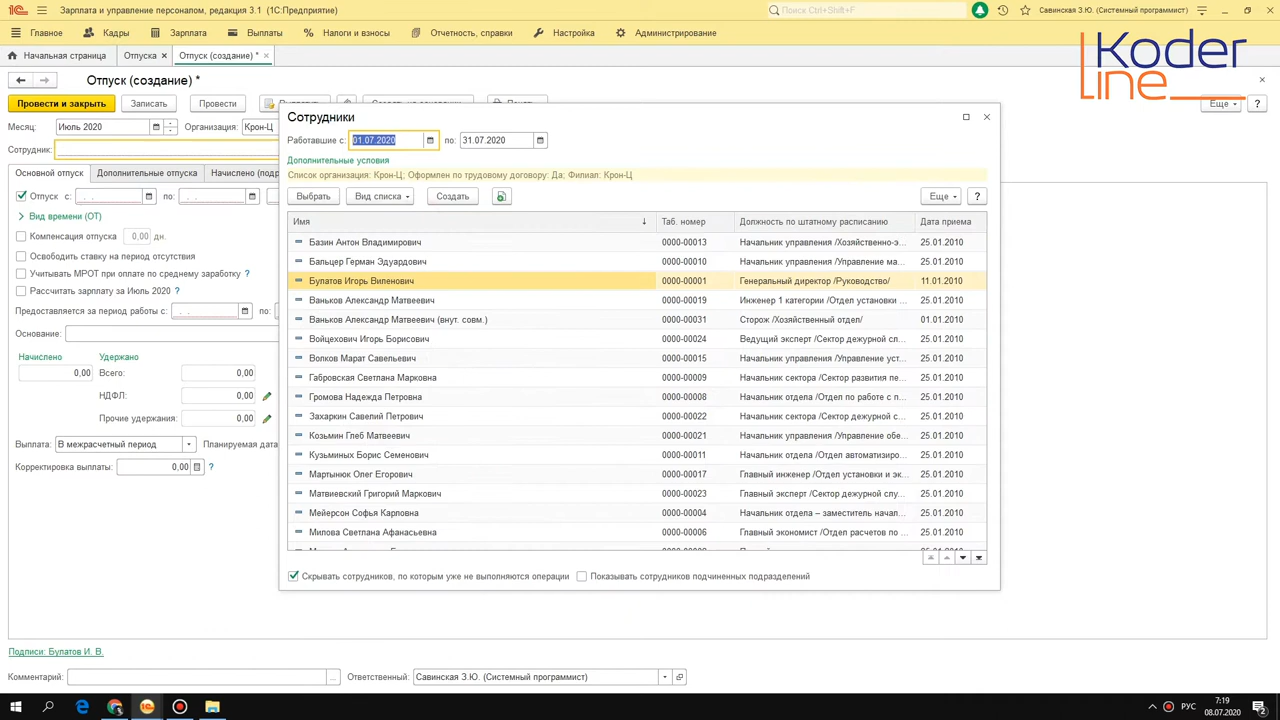 Зарплата и управление персоналом, редакция 3.1 (1С:Предприятие)
Поиск Ctrl+Shift+F
Савинская З.Ю. (Системный программист)
Главное Кадры Зарплата Выплаты Налоги и взносы Отчетность, справки Настройка Администрирование
Начальная страница Отпуска Отпуск (создание) *
Koder line
Отпуск (создание) *
Провести и закрыть Записать Провести Еще ?
Месяц: Июль 2020 Организация: Крон-Ц
Сотрудник:
Основной отпуск Дополнительные отпуска Начислено (подр
Отпуск с: . . по: . .
Вид времени (ОТ)
Компенсация отпуска 0,00 дн.
Освободить ставку на период отсутствия
Учитывать МРОТ при оплате по среднему заработку ?
Рассчитать зарплату за Июль 2020 ?
Предоставляется за период работы с: . . по:
Основание:
Начислено Удержано
0,00 Всего: 0,00
НДФЛ: 0,00
Прочие удержания: 0,00
Выплата: В межрасчетный период Планируемая дата
Корректировка выплаты: 0,00 ?
Сотрудники
Работавшие с: 01.07.2020 по: 31.07.2020
Дополнительные условия
Список организация: Крон-Ц; Оформлен по трудовому договору: Да; Филиал: Крон-Ц
Выбрать Вид списка Создать Еще ?
Имя ↓ Таб. номер Должность по штатному расписанию Дата приема
Базин Антон Владимирович 0000-00013 Начальник управления /Хозяйственно-э... 25.01.2010
Бальцер Герман Эдуардович 0000-00010 Начальник управления /Управление ма... 25.01.2010
Булатов Игорь Виленович 0000-00001 Генеральный директор /Руководство/ 11.01.2010
Ваньков Александр Матвеевич 0000-00019 Инженер 1 категории /Отдел установки ... 25.01.2010
Ваньков Александр Матвеевич (внут. совм.) 0000-00031 Сторож /Хозяйственный отдел/ 01.01.2010
Войцехович Игорь Борисович 0000-00024 Ведущий эксперт /Сектор дежурной сл... 25.01.2010
Волков Марат Савельевич 0000-00015 Начальник управления /Управление уст... 25.01.2010
Габровская Светлана Марковна 0000-00009 Начальник сектора /Сектор развития пе... 25.01.2010
Громова Надежда Петровна 0000-00008 Начальник отдела /Отдел по работе с п... 25.01.2010
Захаркин Савелий Петрович 0000-00022 Начальник сектора /Сектор дежурной с... 25.01.2010
Козьмин Глеб Матвеевич 0000-00021 Начальник управления /Управление обе... 25.01.2010
Кузьминых Борис Семенович 0000-00011 Начальник отдела /Отдел автоматизиро... 25.01.2010
Мартынюк Олег Егорович 0000-00017 Главный инженер /Отдел установки и эк... 25.01.2010
Матвиевский Григорий Маркович 0000-00023 Главный эксперт /Сектор дежурной слу... 25.01.2010
Мейерсон Софья Карповна 0000-00004 Начальник отдела – заместитель начал... 25.01.2010
Милова Светлана Афанасьевна 0000-00006 Главный экономист /Отдел расчетов по ... 25.01.2010
Скрывать сотрудников, по которым уже не выполняются операции Показывать сотрудников подчиненных подразделений
Подписи: Булатов И. В.
Комментарий: ... Ответственный: Савинская З.Ю. (Системный программист)
РУС 7:19
08.07.2020 2